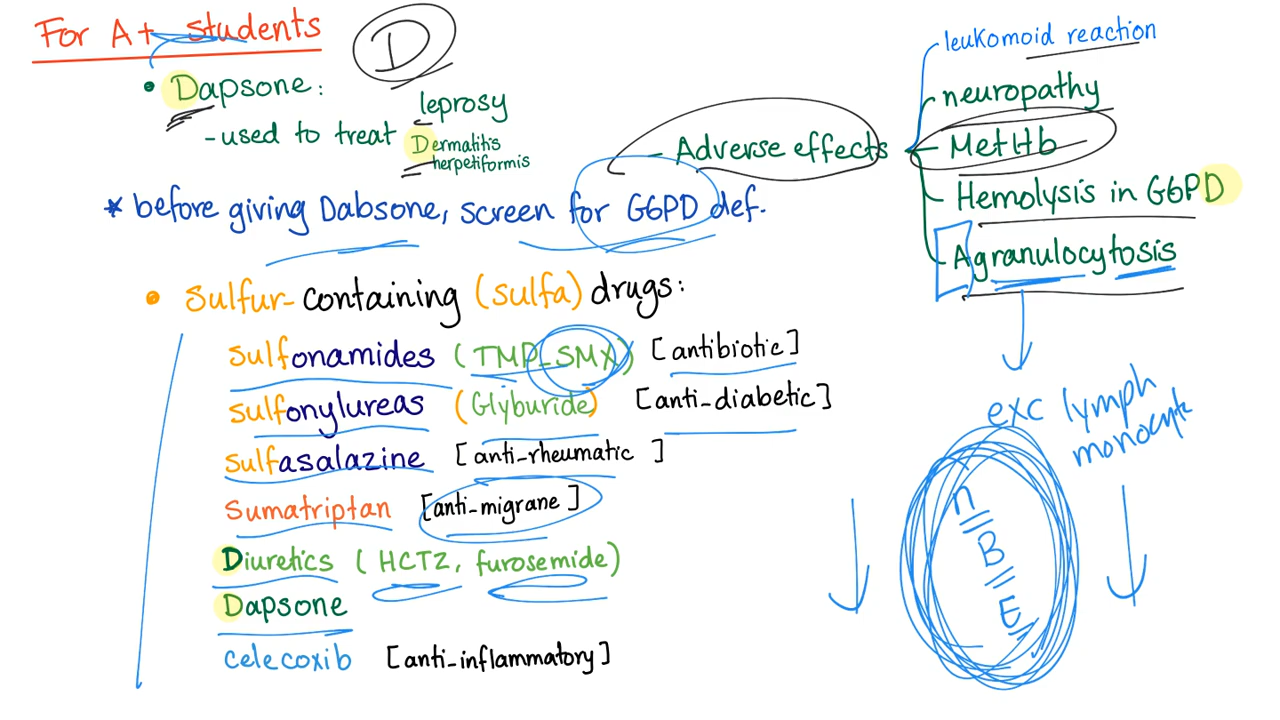 For A+ students
D
• Dapsone:
- used to treat leprosy
Dermatitis
herpetiformis
* before giving Dabsone, screen for G6PD def.
- Adverse effects
leukomoid reaction
neuropathy
MetHb
Hemolysis in G6PD
Agranulocytosis
exc lymph
monocyte
n
B
E
• Sulfur-containing (sulfa) drugs:
sulfonamides (TMP-SMX) [antibiotic]
sulfonylureas (Glyburide) [anti-diabetic]
sulfasalazine [anti-rheumatic]
Sumatriptan [anti-migrane]
Diuretics (HCTZ, furosemide)
Dapsone
celecoxib [anti-inflammatory]